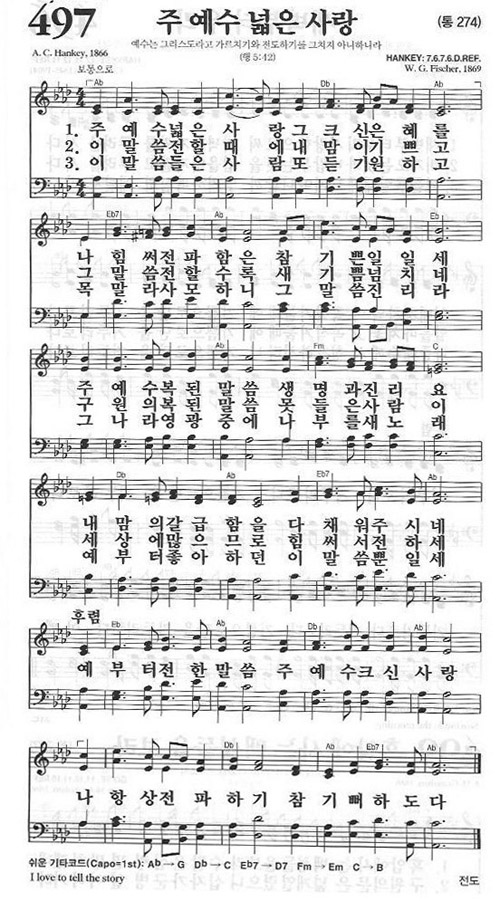 497 주 예수 넓은 사랑 (통 274)
예수는 그리스도라고 가르치기와 전도하기를 그치지 아니하니라
(행 5:42)
A. C. Hankey, 1866 HANKEY: 7.6.7.6.D.REF.
보통으로 W. G. Fischer, 1869
Ab Db Ab
1. 주 예 수넓은 사 랑그 크 신은 혜 를
2. 이 말 씀전할 때 에내 맘 이기 쁘 고
3. 이 말 씀들은 사 람또 듣 기원 하 고
Eb7 Ab Eb
나 힘 써전파 함 은 참 기 쁜일 일 세
그 말 씀전할 수 록 새 기 쁨넘 치 네
목 말 라사모 하 니 그 말 씀진 리 라
Ab Fm C
주 예 수복된 말 씀 생 명 과진 리 요
구 원 의복된 말 씀 못 들 은사 람 이
그 나 라영광 중 에 나 부 를새 노 래
Db Ab Eb7 Ab
내 맘 의갈급 함 을 다 채 워주 시 네
세 상 에많으 므 로 힘 써 서전 하 세
예 부 터좋아 하 던 이 말 씀뿐 일 세
후렴
Eb Ab Db Ab
예 부 터전 한말씀 주 예 수크 신 사 랑
Db Ab Eb7 Ab
나 항 상전 파 하 기 참 기 뻐 하 도 다
쉬운 기타코드(Capo=1st): Ab → G Db → C Eb7 → D7 Fm → Em C → B
I love to tell the story 전도